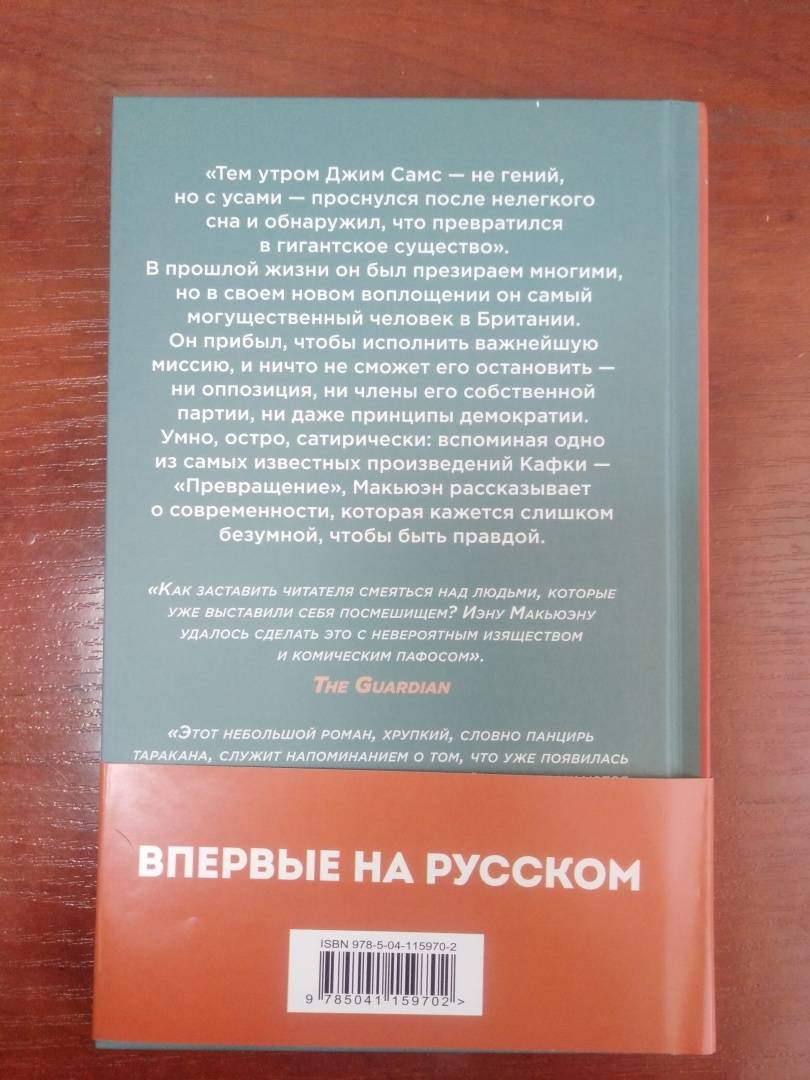 «Тем утром Джим Самс — не гений,
но с усами — проснулся после нелегкого
сна и обнаружил, что превратился
в гигантское существо».
В прошлой жизни он был презираем многими,
но в своем новом воплощении он самый
могущественный человек в Британии.
Он прибыл, чтобы исполнить важнейшую
миссию, и ничто не сможет его остановить —
ни оппозиция, ни члены его собственной
партии, ни даже принципы демократии.
Умно, остро, сатирически: вспоминая одно
из самых известных произведений Кафки —
«Превращение», Макьюэн рассказывает
о современности, которая кажется слишком
безумной, чтобы быть правдой.
«Как заставить читателя смеяться над людьми, которые
уже выставили себя посмешищем? Иэну Макьюэну
удалось сделать это с невероятным изяществом
и комическим пафосом».
The Guardian
«Этот небольшой роман, хрупкий, словно панцирь
таракана, служит напоминанием о том, что уже появилась
ВПЕРВЫЕ НА РУССКОМ
ISBN 978-5-04-115970-2
9 785041 159702 >